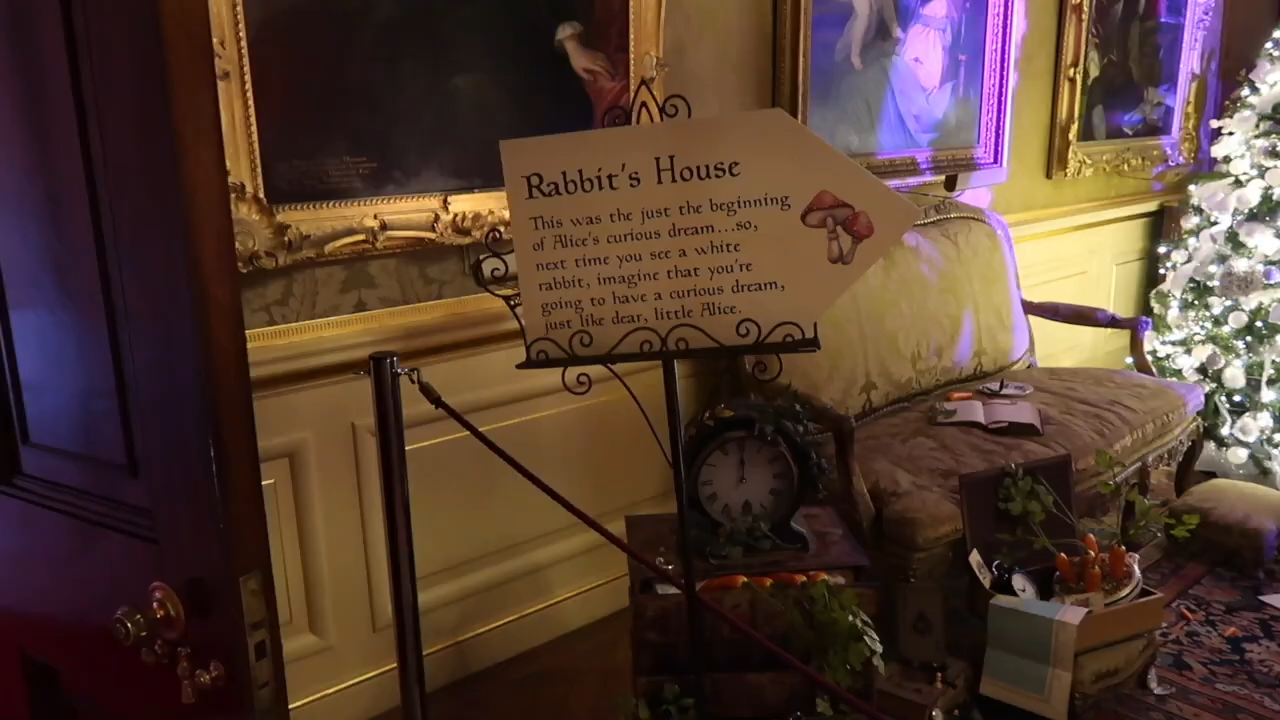 Rabbit's House
This was the just the beginning
of Alice's curious dream...so,
next time you see a white
rabbit, imagine that you're
going to have a curious dream,
just like dear, little Alice.